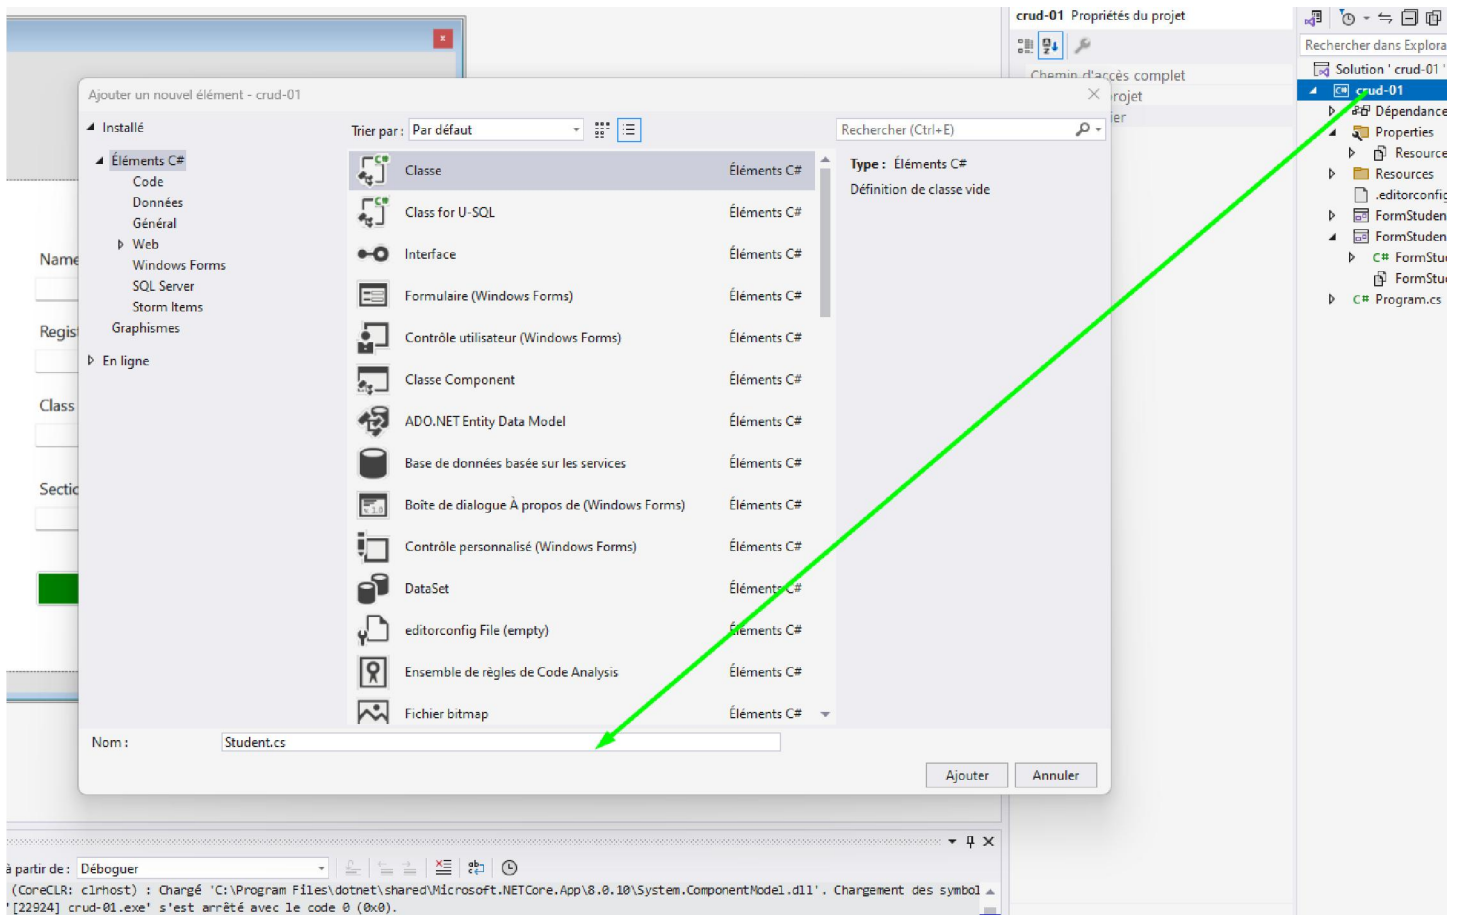 crud-01 Propriétés du projet
Rechercher dans Explora
Chemin d'accès complet
rojet
ier
Solution ' crud-01 '
crud-01
Dépendance
Properties
Resource
Resources
.editorconfig
FormStuden
FormStuden
C# FormStu
FormStu
C# Program.cs
Ajouter un nouvel élément - crud-01
Installé
Trier par : Par défaut
Rechercher (Ctrl+E)
Éléments C#
Code
Données
Général
Web
Windows Forms
SQL Server
Storm Items
Graphismes
En ligne
Classe Éléments C#
Class for U-SQL Éléments C#
Interface Éléments C#
Formulaire (Windows Forms) Éléments C#
Contrôle utilisateur (Windows Forms) Éléments C#
Classe Component Éléments C#
ADO.NET Entity Data Model Éléments C#
Base de données basée sur les services Éléments C#
Boîte de dialogue À propos de (Windows Forms) Éléments C#
Contrôle personnalisé (Windows Forms) Éléments C#
DataSet Éléments C#
editorconfig File (empty) Éléments C#
Ensemble de règles de Code Analysis Éléments C#
Fichier bitmap Éléments C#
Type : Éléments C#
Définition de classe vide
Name
Regist
Class
Sectio
Nom : Student.cs
Ajouter Annuler
à partir de : Déboguer
(CoreCLR: clrhost) : Chargé 'C:\Program Files\dotnet\shared\Microsoft.NETCore.App\8.0.10\System.ComponentModel.dll'. Chargement des symbol
'[22924] crud-01.exe' s'est arrêté avec le code 0 (0x0).